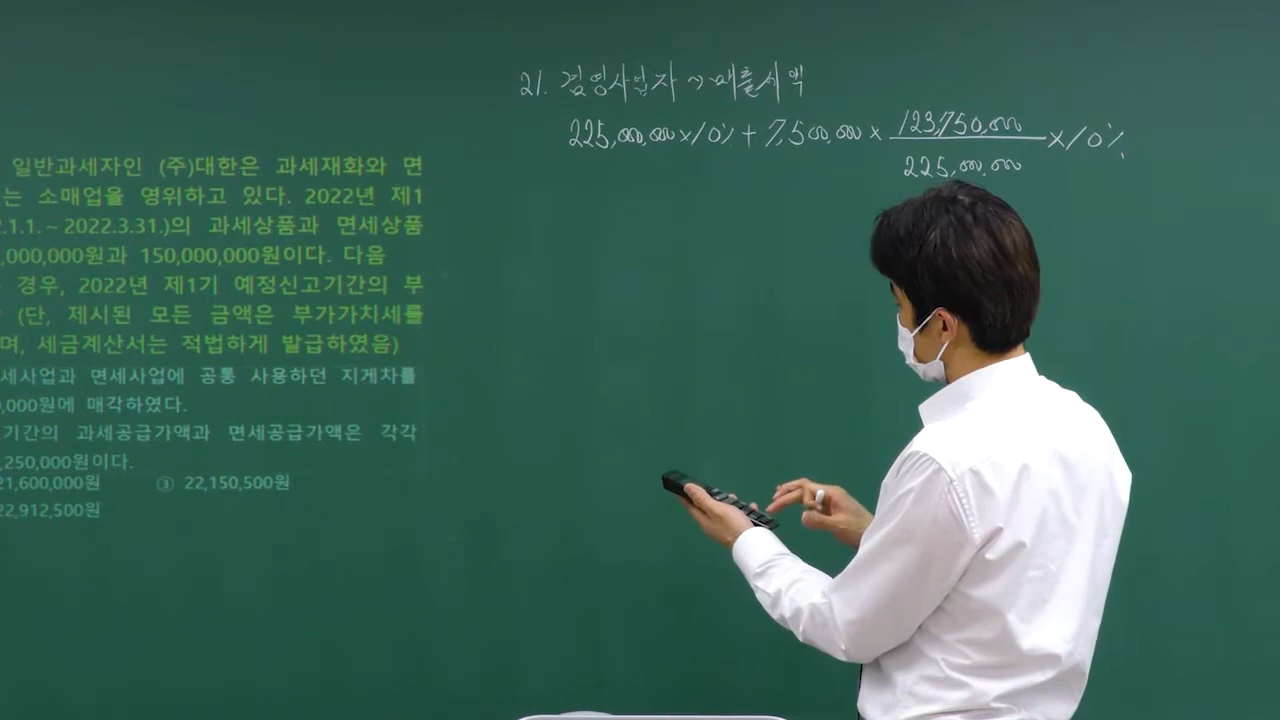 21. 겸영사업자 ~ 매출세액
225,000,000 × 10% + 7,500,000 × 123,750,000 / 225,000,000 × 10%
일반과세자인 (주)대한은 과세재화와 면
는 소매업을 영위하고 있다. 2022년 제1
.1.1.~2022.3.31.)의 과세상품과 면세상품
,000,000원과 150,000,000원이다. 다음
경우, 2022년 제1기 예정신고기간의 부
(단, 제시된 모든 금액은 부가가치세를
며, 세금계산서는 적법하게 발급하였음)
세사업과 면세사업에 공통 사용하던 지게차를
,000원에 매각하였다.
기간의 과세공급가액과 면세공급가액은 각각
,250,000원이다.
21,600,000원 ③ 22,150,500원
22,912,500원